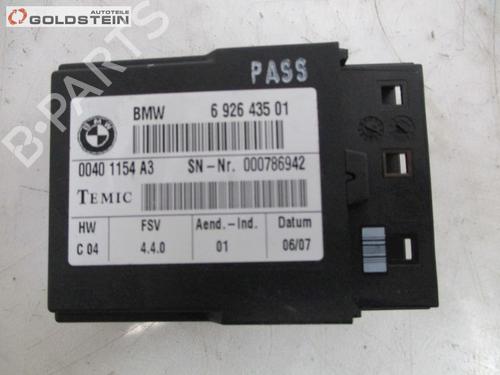 Autoteile
GOLDSTEIN
B-PARTS
PASS
BMW 6 926 435 01
0040 1154 A3 SN-Nr. 000786942
TEMIC
HW FSV Aend.-Ind. Datum
C 04 4.4.0 01 06/07